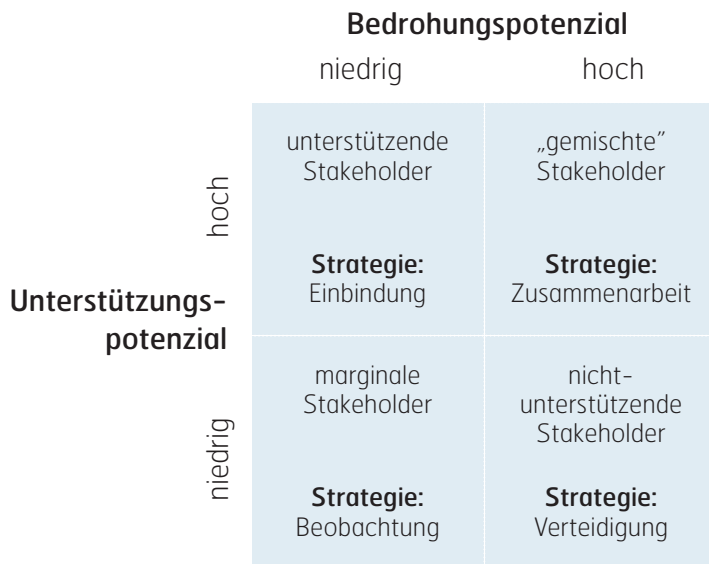 Bedrohungspotenzial
niedrig
hoch
hoch
unterstützende
Stakeholder
Strategie:
Einbindung
„gemischte”
Stakeholder
Strategie:
Zusammenarbeit
Unterstützungs-
potenzial
niedrig
marginale
Stakeholder
Strategie:
Beobachtung
nicht-
unterstützende
Stakeholder
Strategie:
Verteidigung